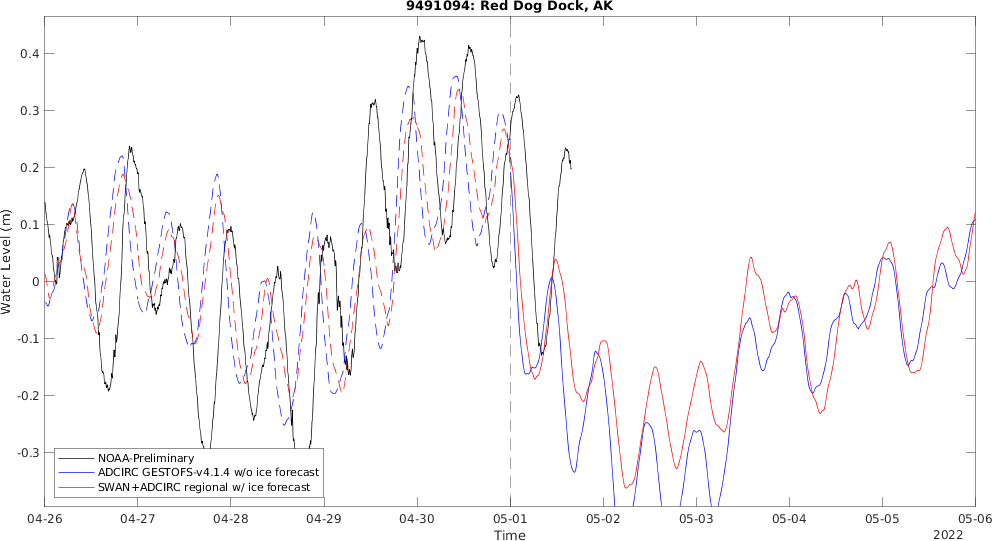 9491094: Red Dog Dock, AK
Water Level (m)
0.4
0.3
0.2
0.1
0
-0.1
-0.2
-0.3
NOAA-Preliminary
ADCIRC GESTOFS-v4.1.4 w/o ice forecast
SWAN+ADCIRC regional w/ ice forecast
04-26 04-27 04-28 04-29 04-30 05-01 05-02 05-03 05-04 05-05 05-06
Time
2022